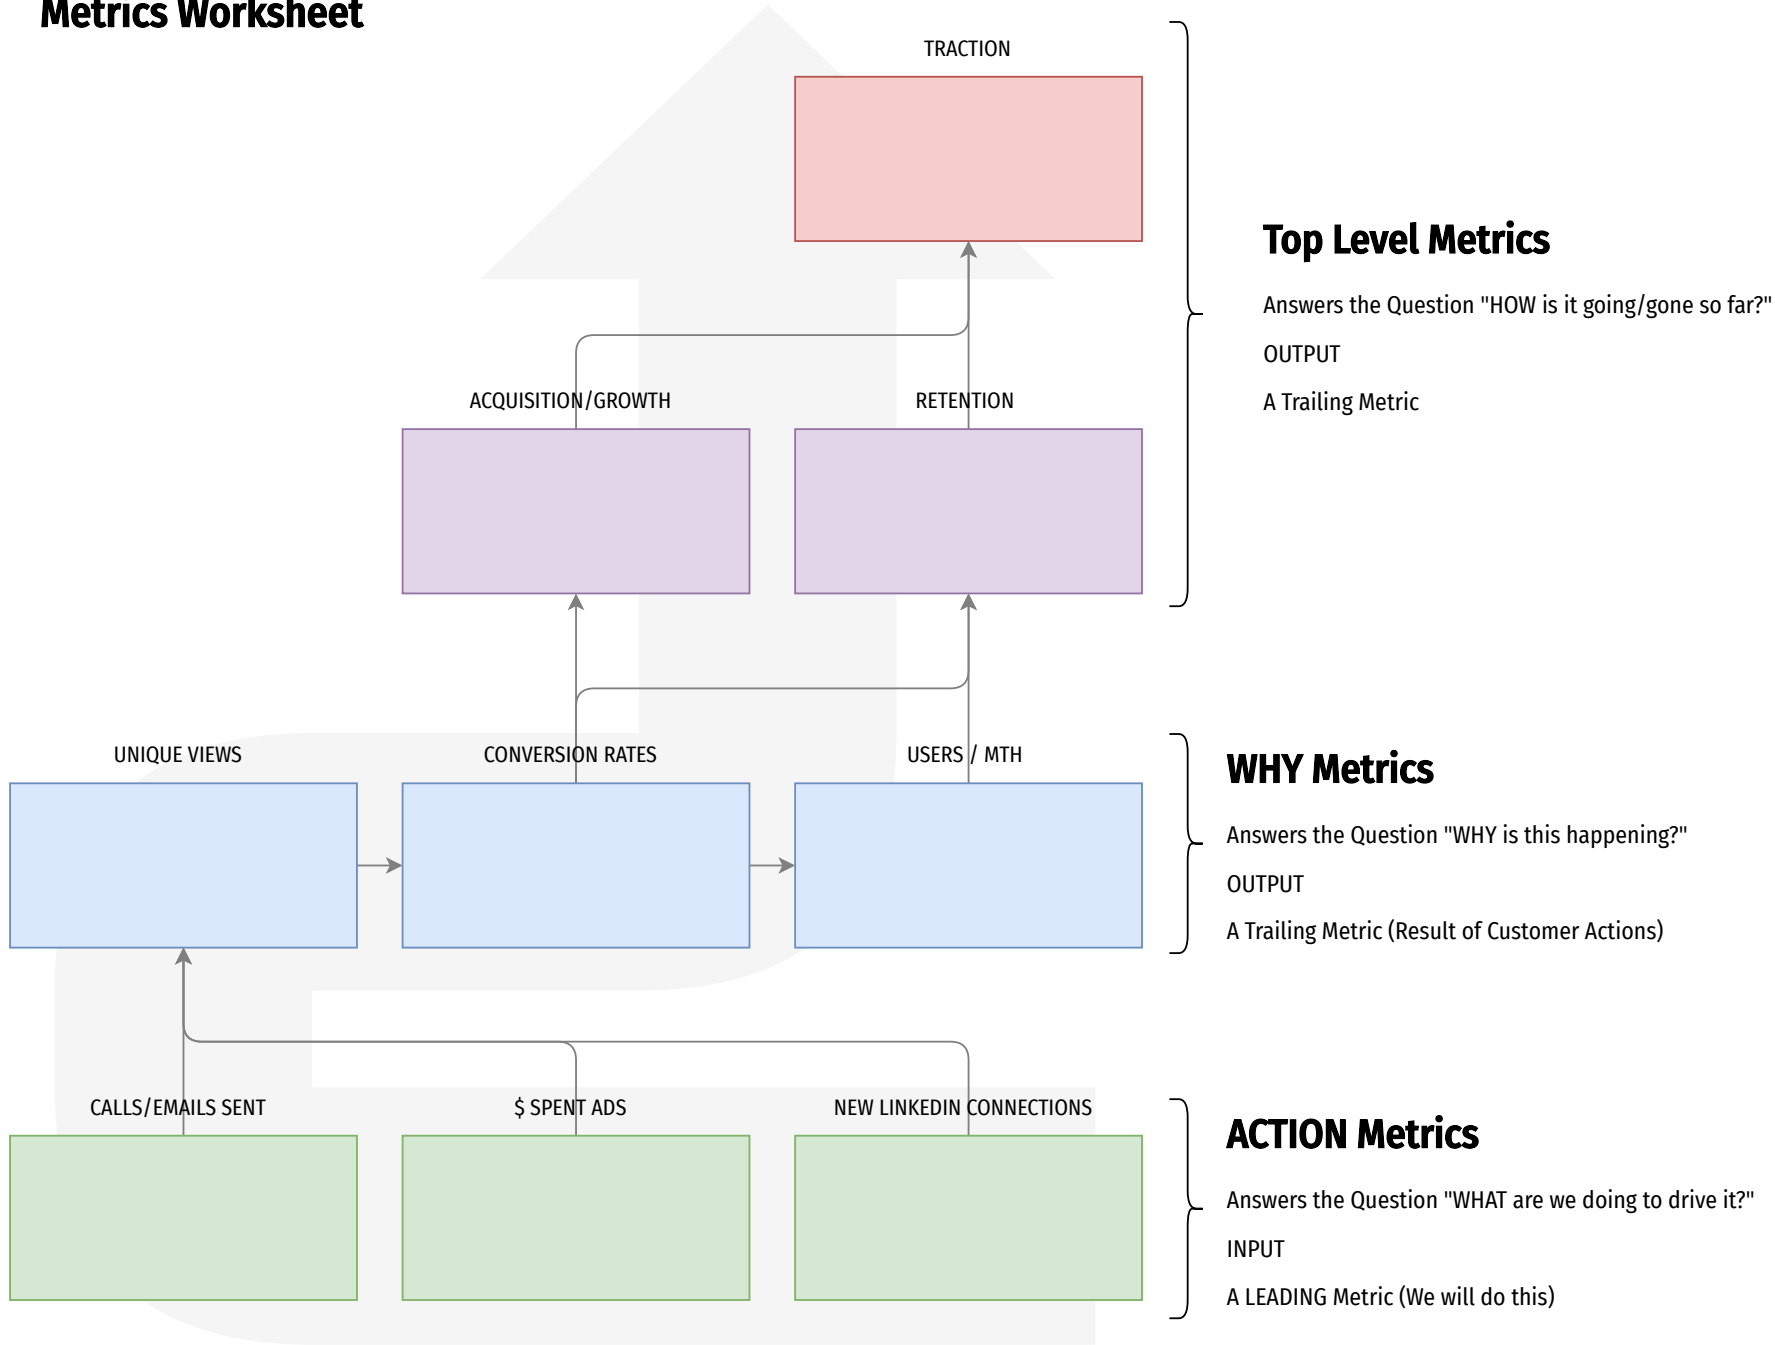 Metrics Worksheet
TRACTION
Top Level Metrics
Answers the Question "HOW is it going/gone so far?"
OUTPUT
A Trailing Metric
ACQUISITION/GROWTH
RETENTION
UNIQUE VIEWS
CONVERSION RATES
USERS / MTH
WHY Metrics
Answers the Question "WHY is this happening?"
OUTPUT
A Trailing Metric (Result of Customer Actions)
CALLS/EMAILS SENT
$ SPENT ADS
NEW LINKEDIN CONNECTIONS
ACTION Metrics
Answers the Question "WHAT are we doing to drive it?"
INPUT
A LEADING Metric (We will do this)